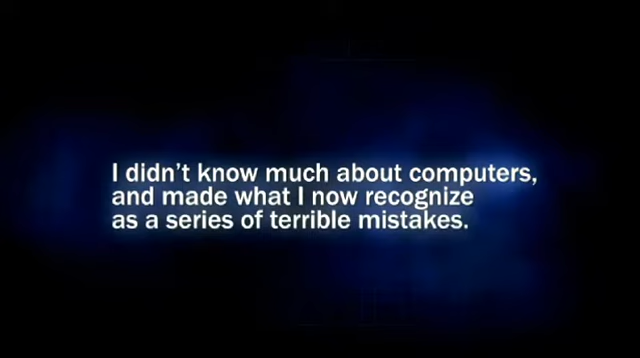 I didn't know much about computers,
and made what I now recognize
as a series of terrible mistakes.